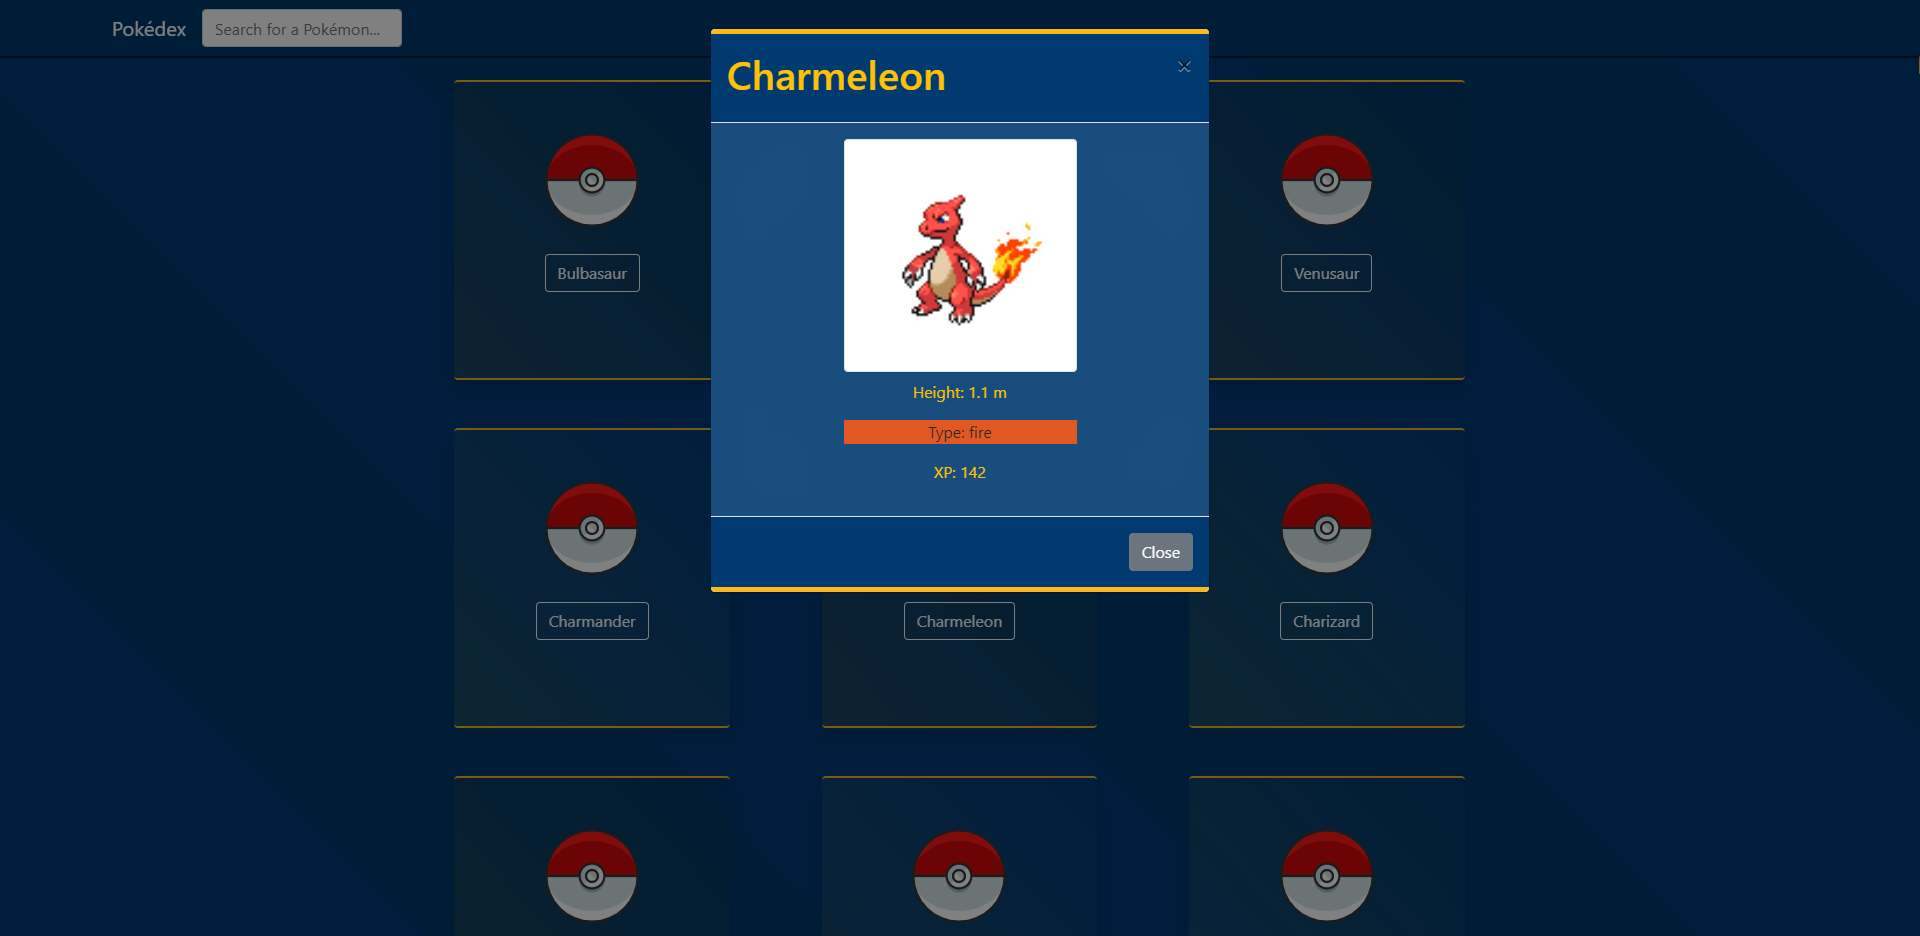 Pokédex
Search for a Pokémon...
Charmeleon
×
Height: 1.1 m
Type: fire
XP: 142
Close
Bulbasaur
Venusaur
Charmander
Charmeleon
Charizard